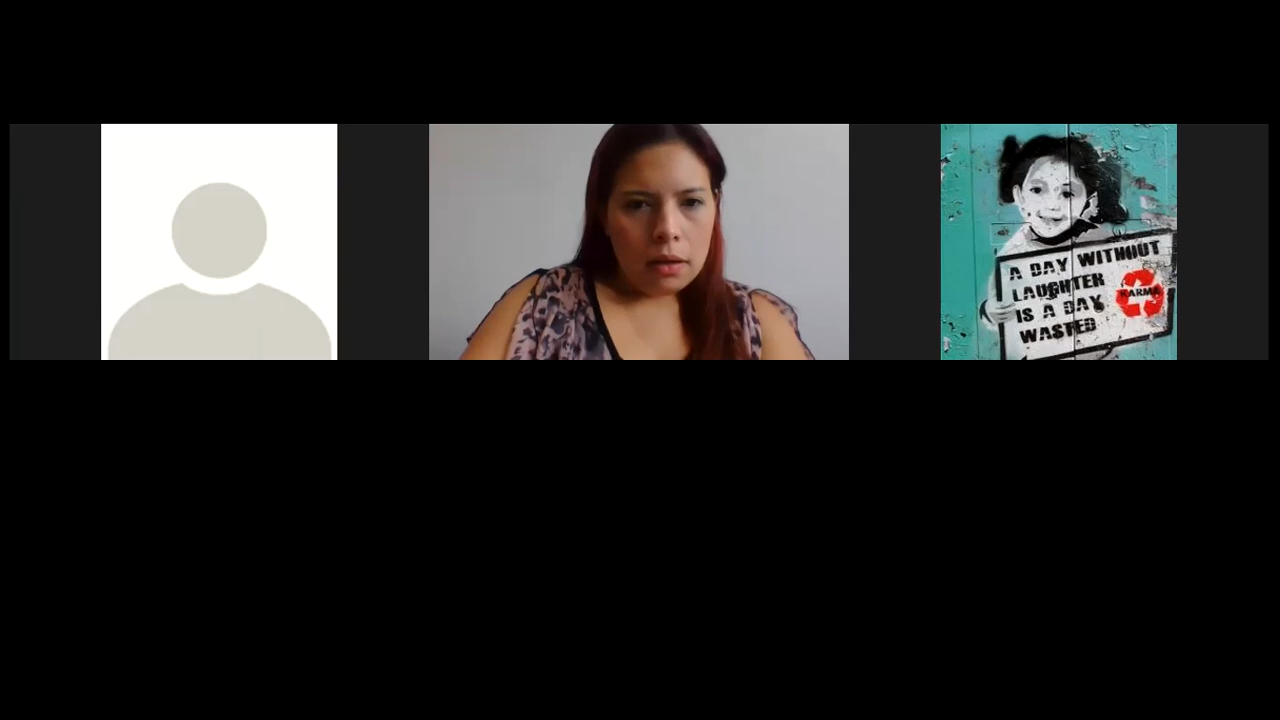 A DAY WITHOUT
LAUGHTER
IS A DAY
WASTED
KARMA